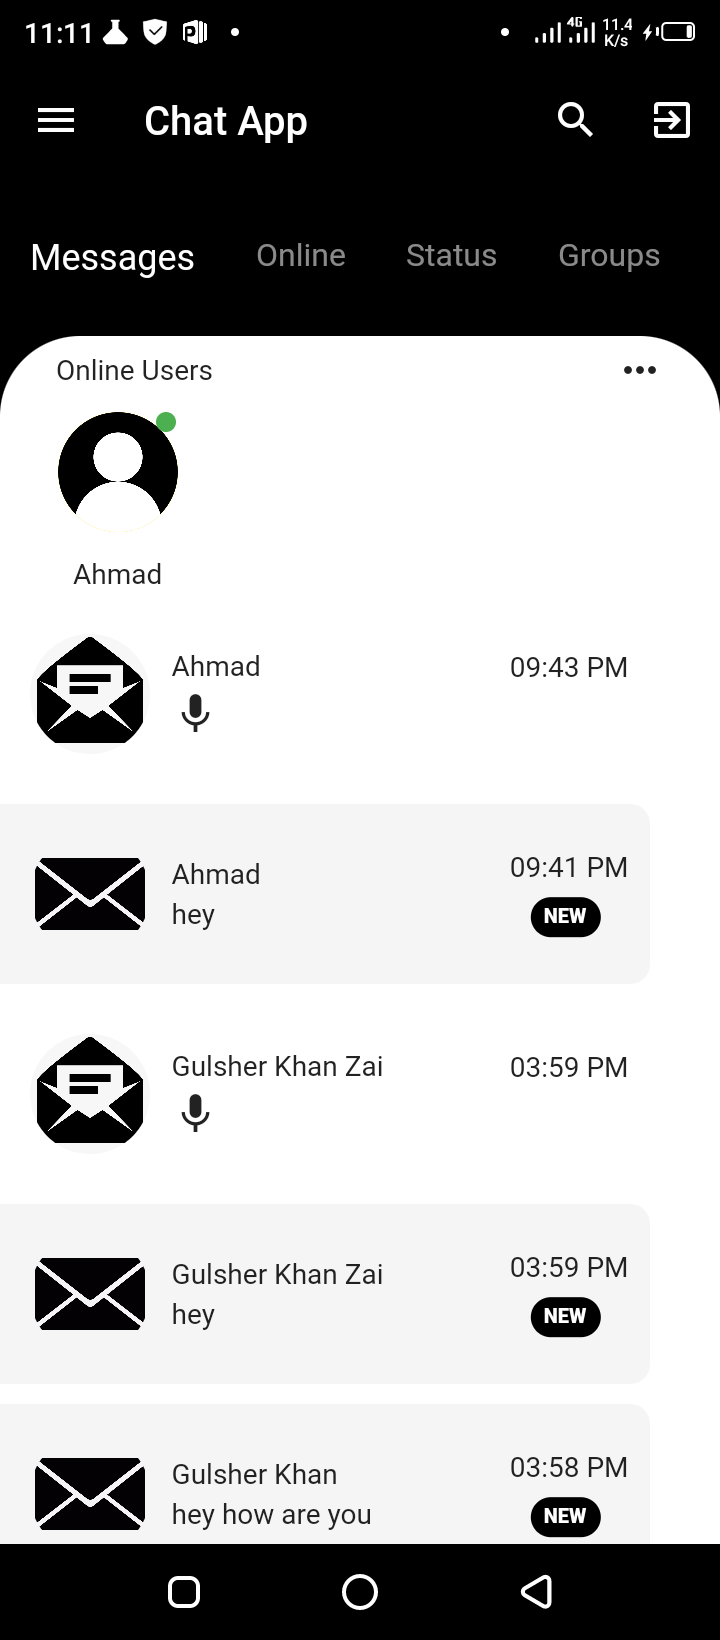 11:11 4G 11.4 K/s
Chat App
Messages Online Status Groups
Online Users
Ahmad
Ahmad 09:43 PM
Ahmad 09:41 PM
hey NEW
Gulsher Khan Zai 03:59 PM
Gulsher Khan Zai 03:59 PM
hey NEW
Gulsher Khan 03:58 PM
hey how are you NEW